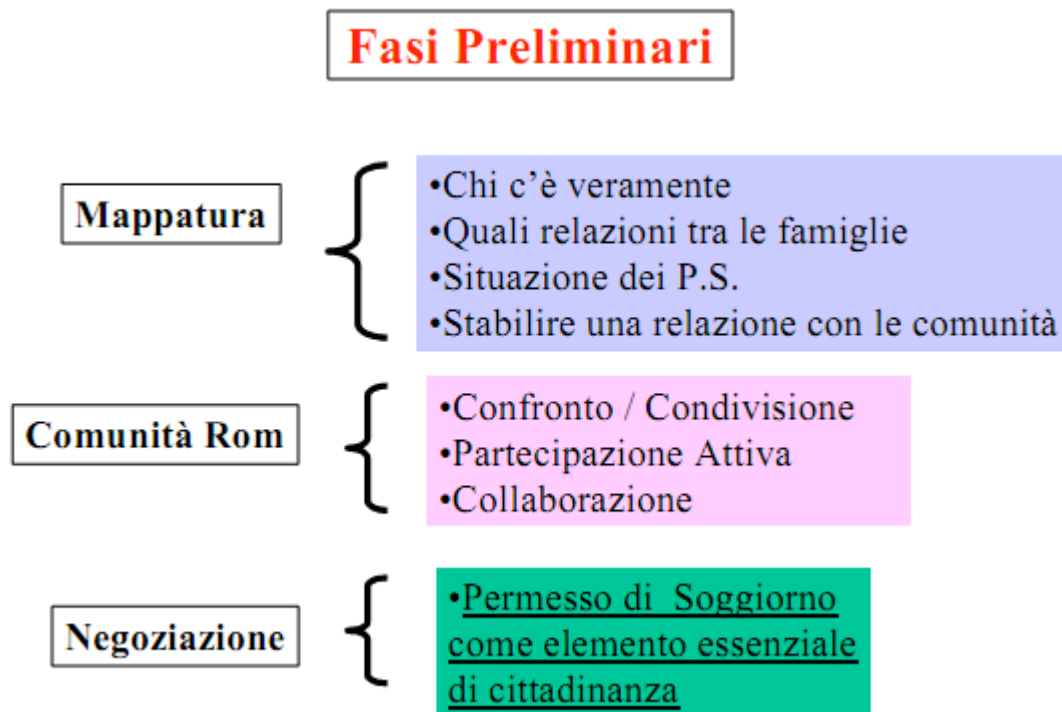 Fasi Preliminari
Mappatura
•Chi c’è veramente
•Quali relazioni tra le famiglie
•Situazione dei P.S.
•Stabilire una relazione con le comunità
Comunità Rom
•Confronto / Condivisione
•Partecipazione Attiva
•Collaborazione
Negoziazione
•Permesso di Soggiorno
come elemento essenziale
di cittadinanza